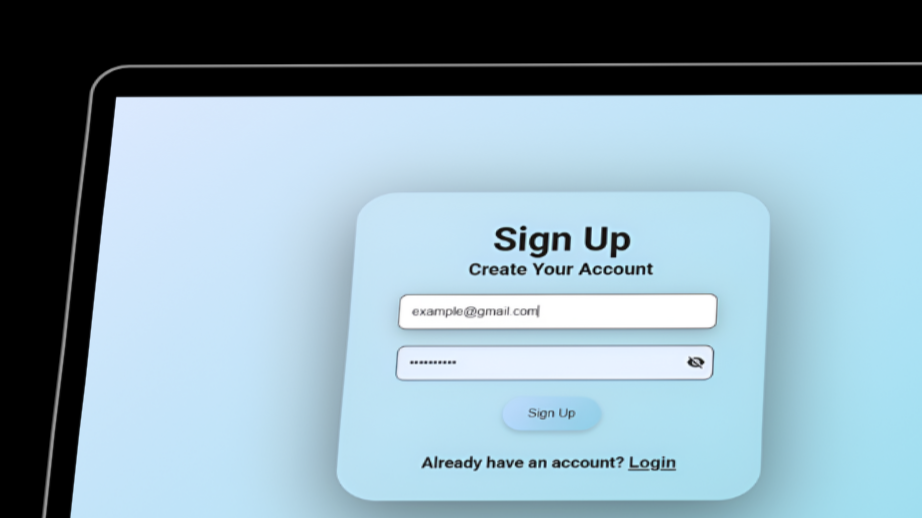 Sign Up
Create Your Account
example@gmail.com
••••••••••
Sign Up
Already have an account? Login